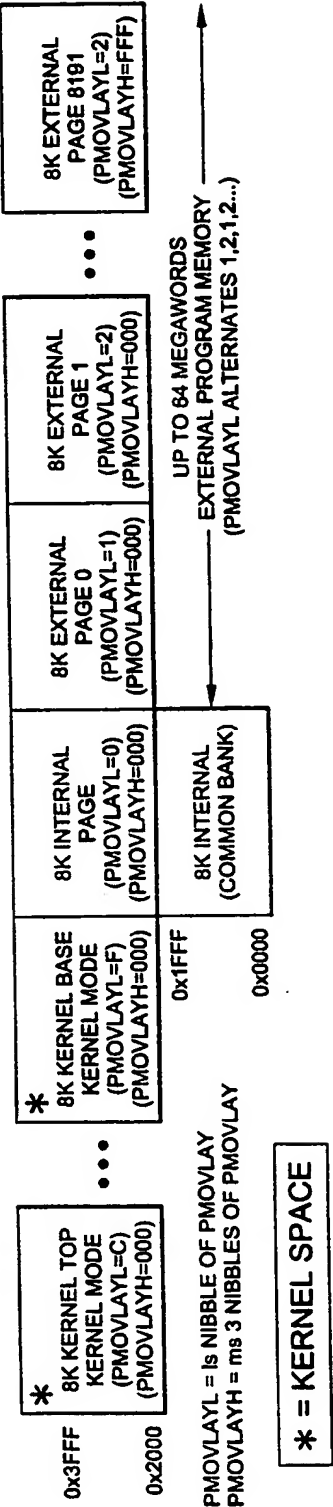 0x3FFF
0x2000
*
8K KERNEL TOP
KERNEL MODE
(PMOVLAYL=C)
(PMOVLAYH=000)
•••
*
8K KERNEL BASE
KERNEL MODE
(PMOVLAYL=F)
(PMOVLAYH=000)
8K INTERNAL
PAGE
(PMOVLAYL=0)
(PMOVLAYH=000)
8K EXTERNAL
PAGE 0
(PMOVLAYL=1)
(PMOVLAYH=000)
8K EXTERNAL
PAGE 1
(PMOVLAYL=2)
(PMOVLAYH=000)
•••
8K EXTERNAL
PAGE 8191
(PMOVLAYL=2)
(PMOVLAYH=FFF)
0x1FFF
0x0000
8K INTERNAL
(COMMON BANK)
UP TO 64 MEGAWORDS
EXTERNAL PROGRAM MEMORY
(PMOVLAYL ALTERNATES 1,2,1,2...)
PMOVLAYL = ls NIBBLE OF PMOVLAY
PMOVLAYH = ms 3 NIBBLES OF PMOVLAY
* = KERNEL SPACE